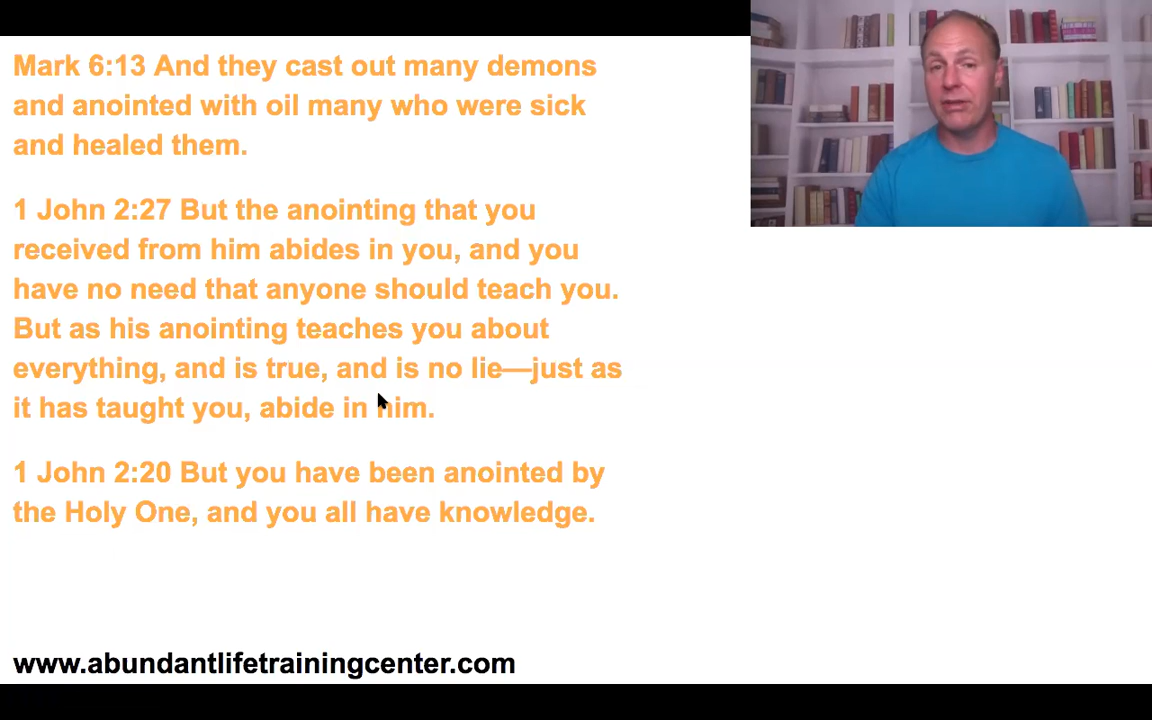 Mark 6:13 And they cast out many demons
and anointed with oil many who were sick
and healed them.
1 John 2:27 But the anointing that you
received from him abides in you, and you
have no need that anyone should teach you.
But as his anointing teaches you about
everything, and is true, and is no lie—just as
it has taught you, abide in him.
1 John 2:20 But you have been anointed by
the Holy One, and you all have knowledge.
www.abundantlifetrainingcenter.com